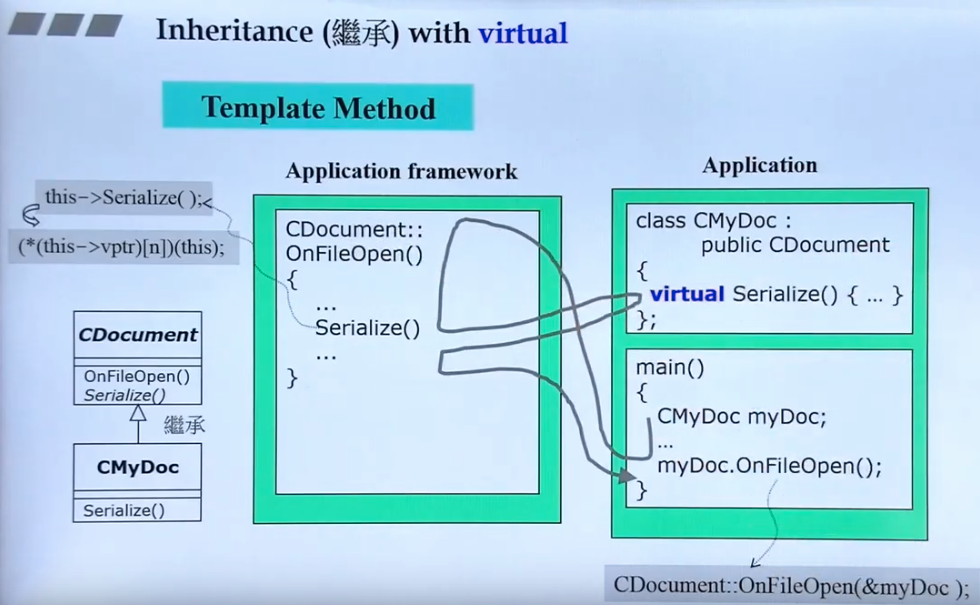 Inheritance (繼承) with virtual
Template Method
Application framework
Application
this->Serialize( );
(*(this->vptr)[n])(this);
CDocument::
OnFileOpen()
{
...
Serialize()
...
}
class CMyDoc :
public CDocument
{
virtual Serialize() { ... }
};
main()
{
CMyDoc myDoc;
...
myDoc.OnFileOpen();
}
CDocument
OnFileOpen()
Serialize()
繼承
CMyDoc
Serialize()
CDocument::OnFileOpen(&myDoc );